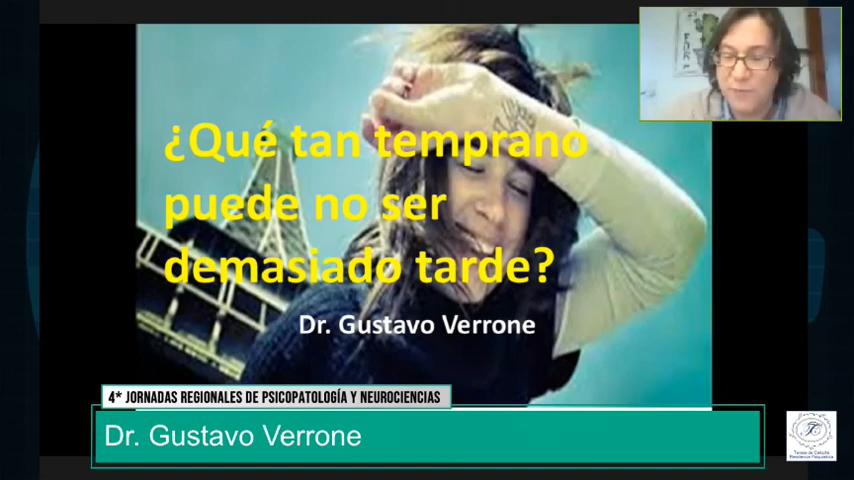 ¿Qué tan temprano
puede no ser
demasiado tarde?
Dr. Gustavo Verrone
4* JORNADAS REGIONALES DE PSICOPATOLOGÍA Y NEUROCIENCIAS
Dr. Gustavo Verrone